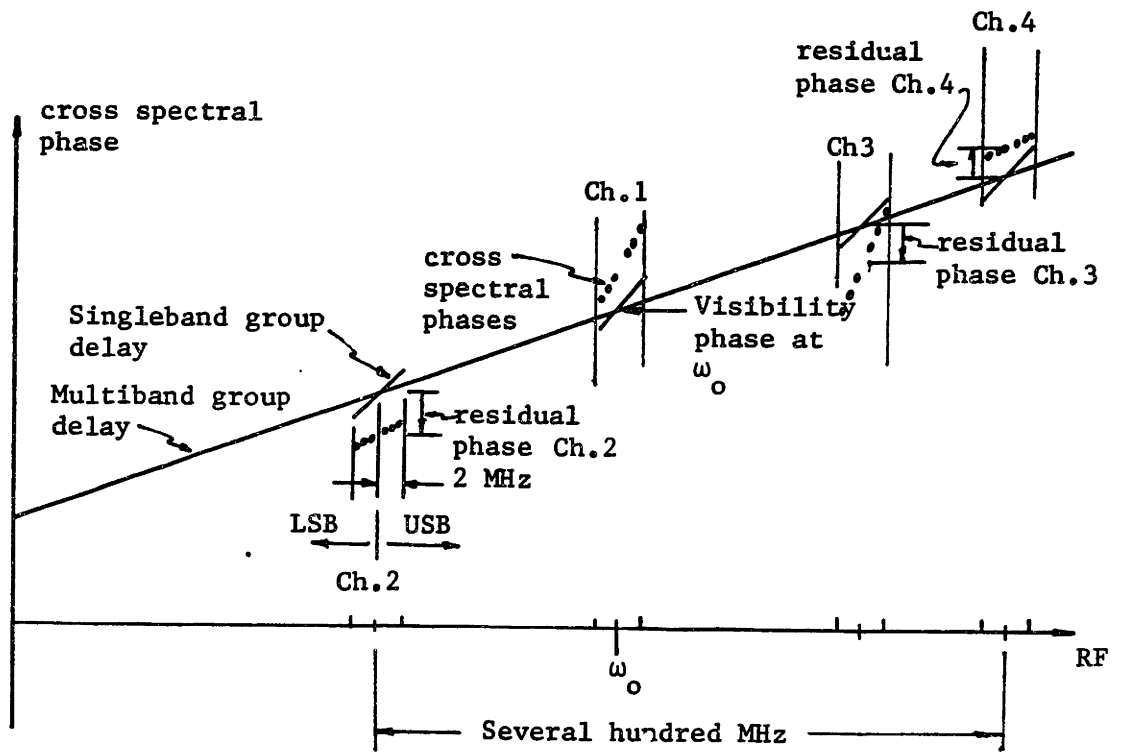 Ch.4
residual
phase Ch.4
cross spectral
phase
Ch3
Ch.1
cross
spectral
phases
residual
phase Ch.3
Visibility
phase at
ωo
Singleband group
delay
Multiband group
delay
residual
phase Ch.2
2 MHz
LSB
USB
Ch.2
RF
ωo
Several hundred MHz